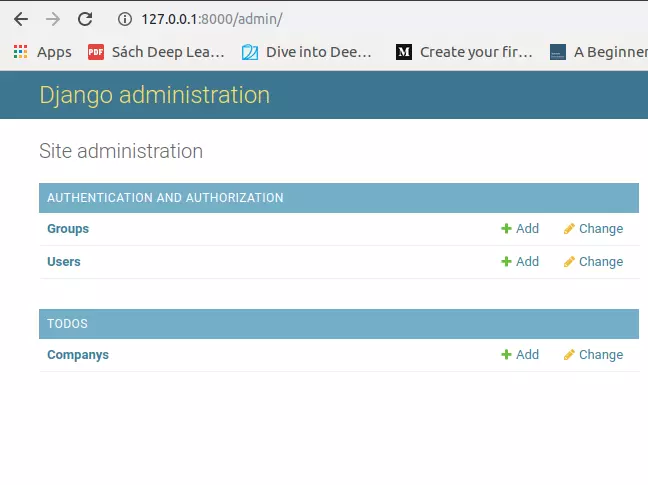 127.0.0.1:8000/admin/
Apps PDF Sách Deep Lea… Dive into Dee… M Create your fir… A Beginner
Django administration
Site administration
AUTHENTICATION AND AUTHORIZATION
Groups Add Change
Users Add Change
TODOS
Companys Add Change